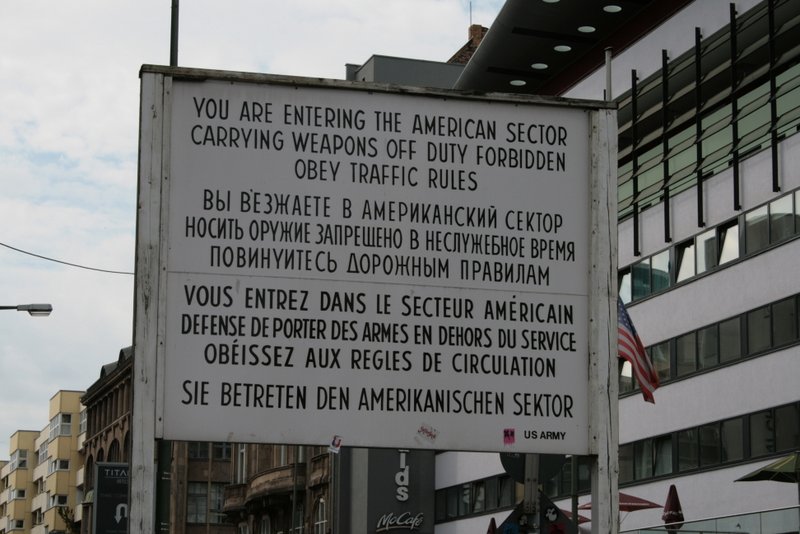 YOU ARE ENTERING THE AMERICAN SECTOR
CARRYING WEAPONS OFF DUTY FORBIDDEN
OBEY TRAFFIC RULES
ВЫ ВЪЕЗЖАЕТЕ В АМЕРИКАНСКИЙ СЕКТОР
НОСИТЬ ОРУЖИЕ ЗАПРЕЩЕНО В НЕСЛУЖЕБНОЕ ВРЕМЯ
ПОВИНУИТЕСЬ ДОРОЖНЫМ ПРАВИЛАМ
VOUS ENTREZ DANS LE SECTEUR AMÉRICAIN
DEFENSE DE PORTER DES ARMES EN DEHORS DU SERVICE
OBÉISSEZ AUX REGLES DE CIRCULATION
SIE BETRETEN DEN AMERIKANISCHEN SEKTOR
US ARMY
TITAN
McCafé